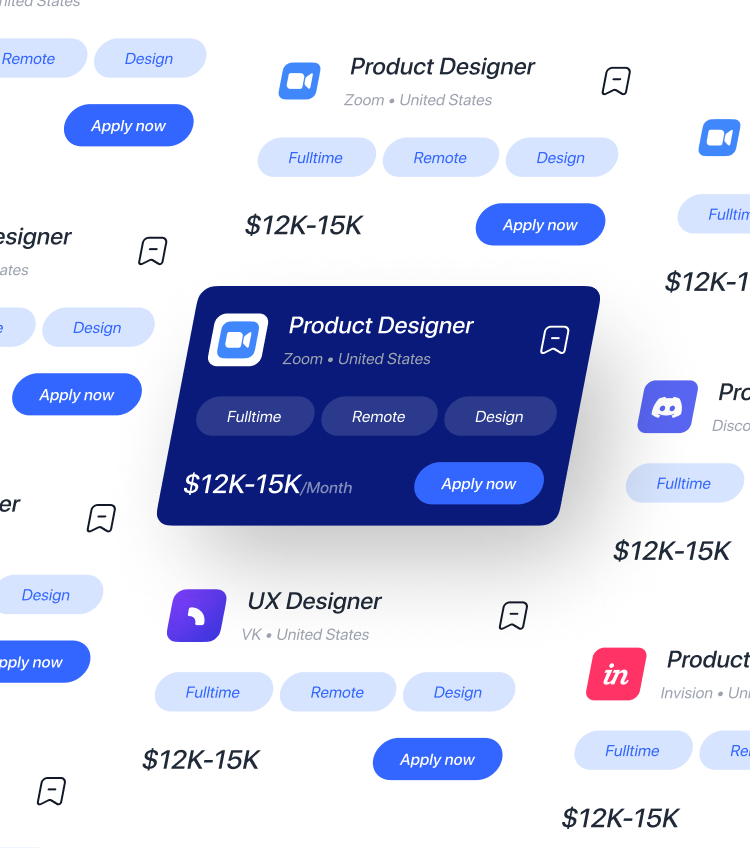 nited States
Remote
Design
Apply now
Product Designer
Zoom • United States
Fulltime
Remote
Design
$12K-15K
Apply now
Fulltim
$12K-1
esigner
ates
e
Design
Apply now
Product Designer
Zoom • United States
Fulltime
Remote
Design
$12K-15K/Month
Apply now
Pro
Disco
Fulltime
$12K-15K
er
Design
pply now
UX Designer
VK • United States
Fulltime
Remote
Design
$12K-15K
Apply now
in
Product
Invision • Uni
Fulltime
Re
$12K-15K